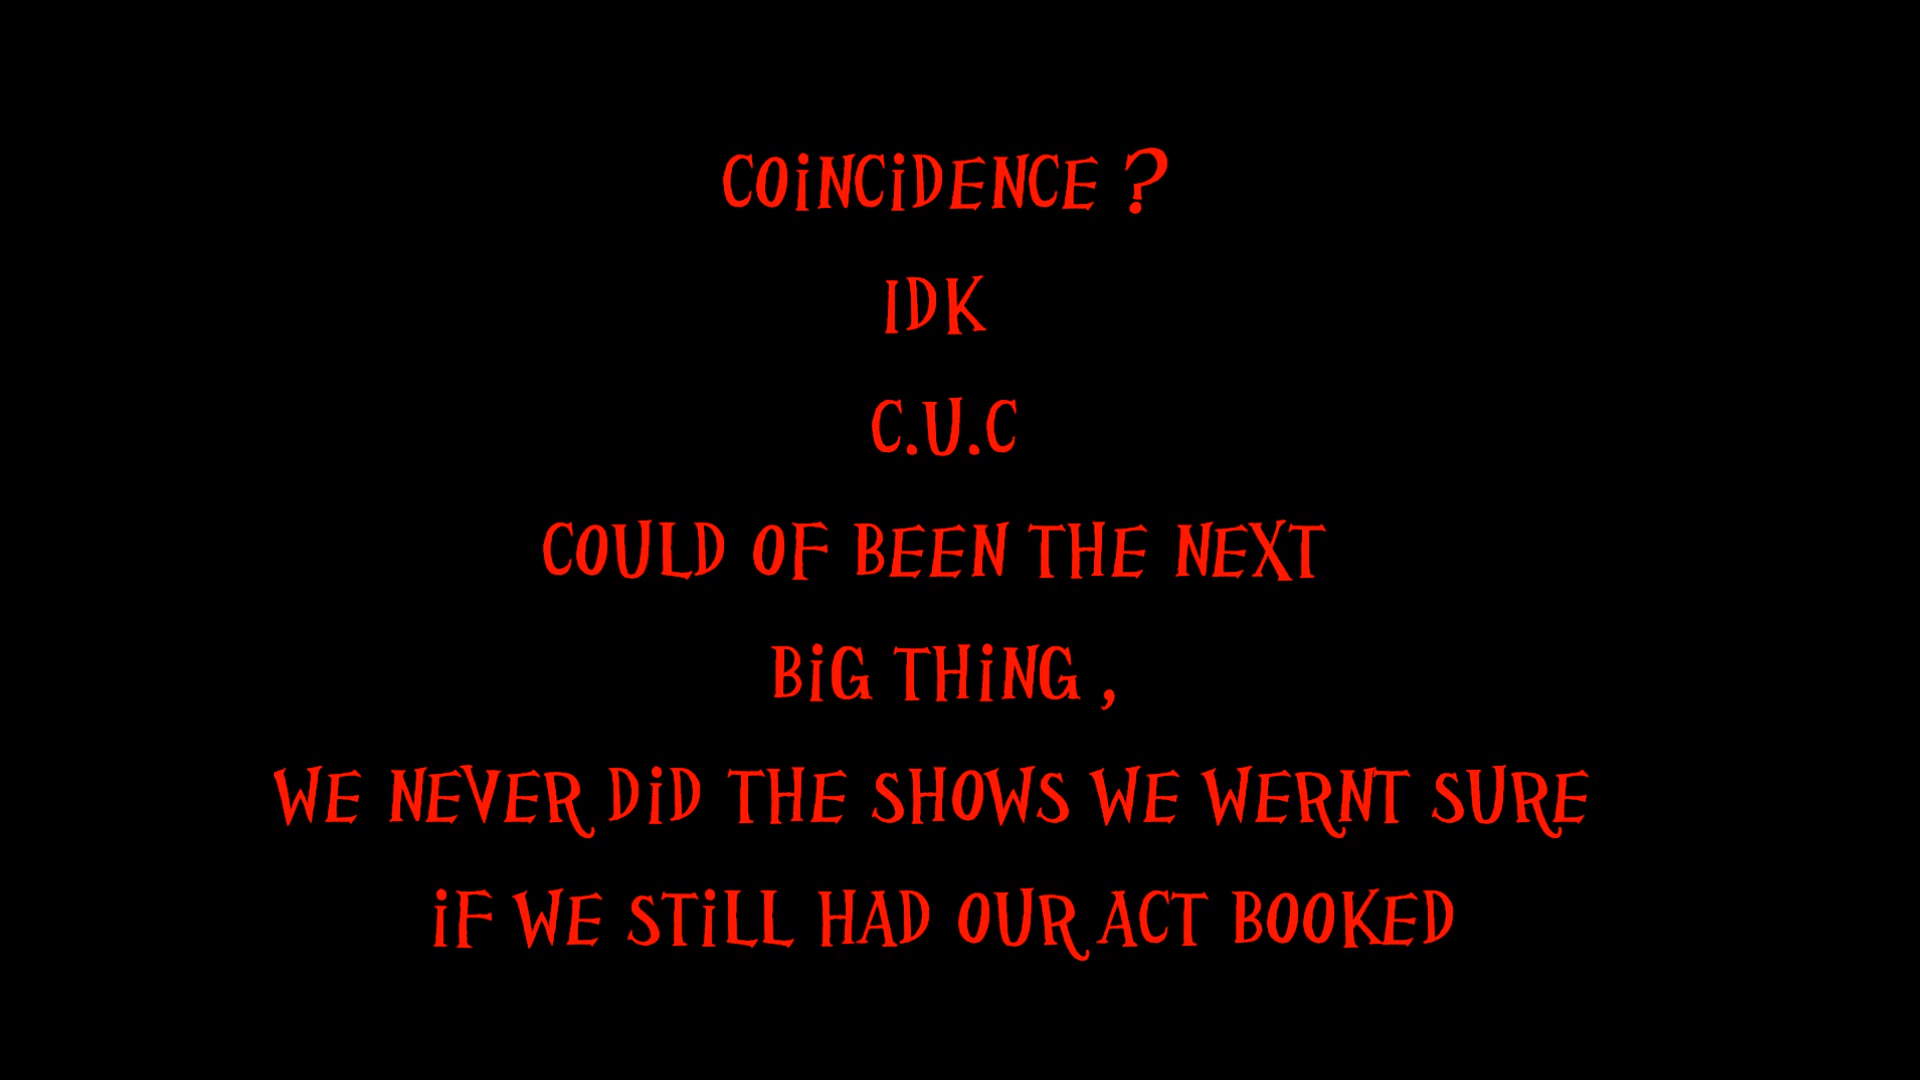 COiNCiDENCE ?
IDK
C.U.C
COULD OF BEEN THE NEXT
BiG THiNG ,
WE NEVER DiD THE SHOWS WE WERNT SURE
iF WE STiLL HAD OUR ACT BOOKED